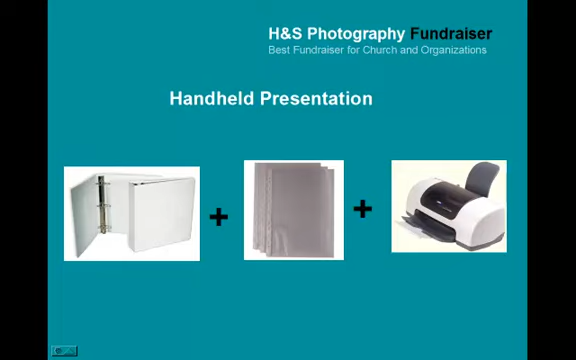 H&S Photography Fundraiser
Best Fundraiser for Church and Organizations
Handheld Presentation
+
+